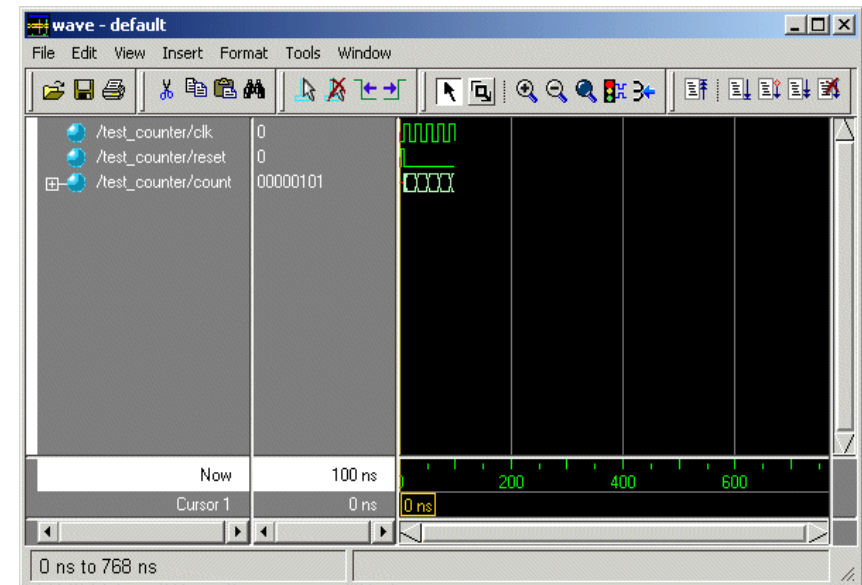 wave - default
File Edit View Insert Format Tools Window
/test_counter/clk 0
/test_counter/reset 0
/test_counter/count 00000101
Now 100 ns 200 400 600
Cursor 1 0 ns 0 ns
0 ns to 768 ns